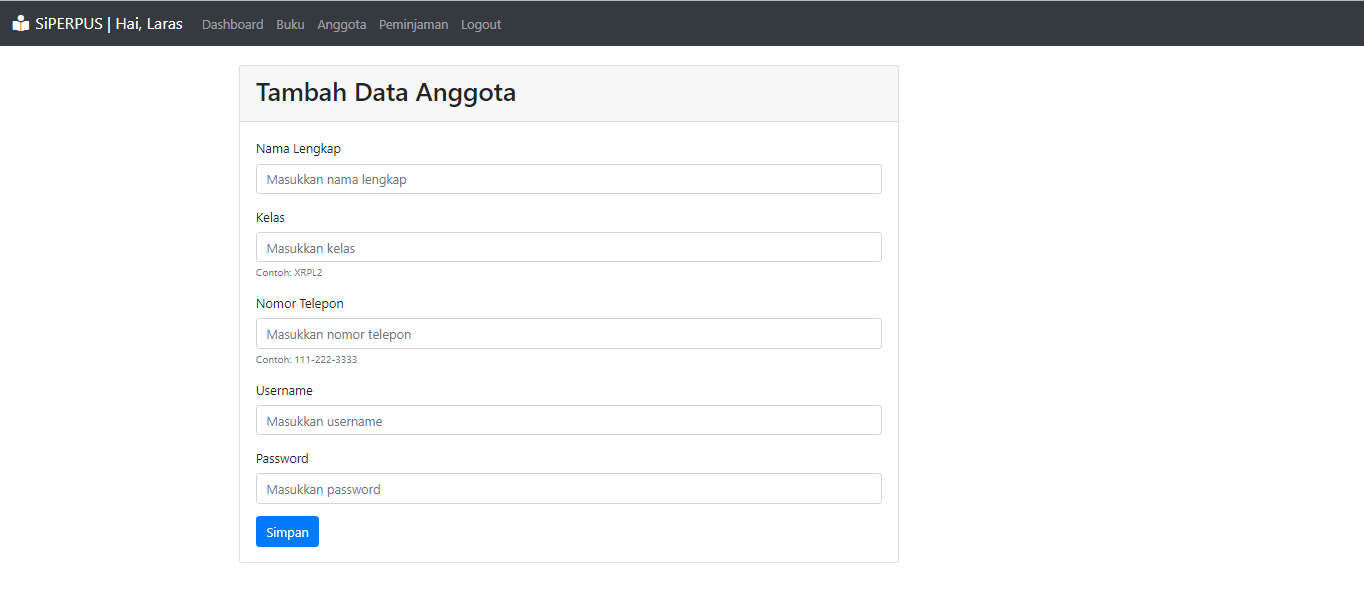 SiPERPUS | Hai, Laras Dashboard Buku Anggota Peminjaman Logout
Tambah Data Anggota
Nama Lengkap
Masukkan nama lengkap
Kelas
Masukkan kelas
Contoh: XRPL2
Nomor Telepon
Masukkan nomor telepon
Contoh: 111-222-3333
Username
Masukkan username
Password
Masukkan password
Simpan